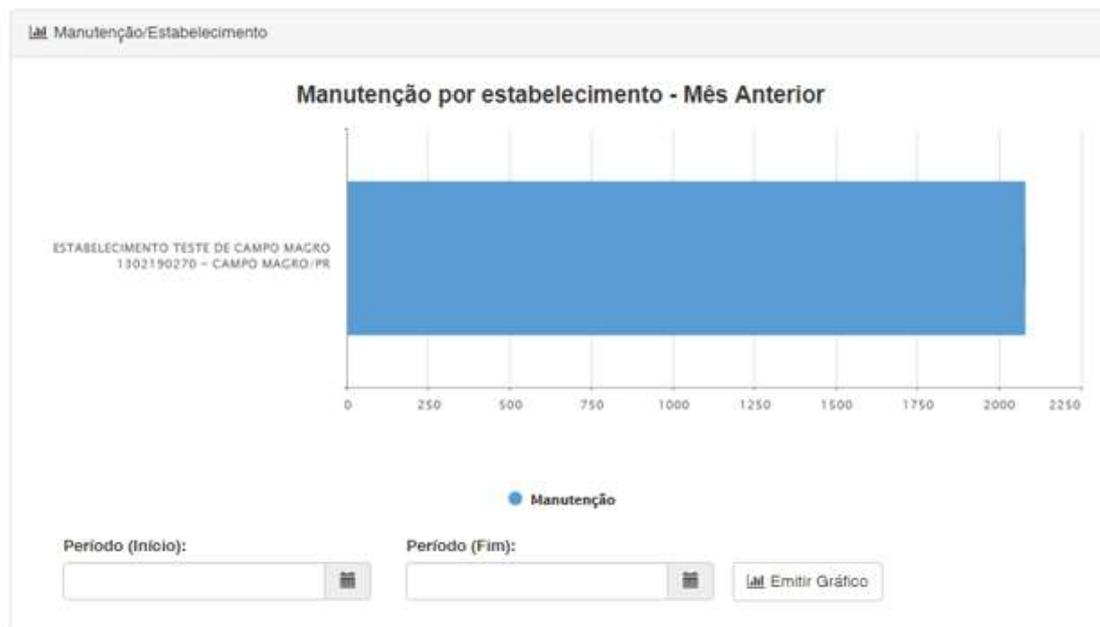 Manutenção/Estabelecimento
Manutenção por estabelecimento - Mês Anterior
ESTABELECIMENTO TESTE DE CAMPO MAGRO
1302190270 - CAMPO MAGRO/PR
0 250 500 750 1000 1250 1500 1750 2000 2250
Manutenção
Período (Início): Período (Fim):
Emitir Gráfico